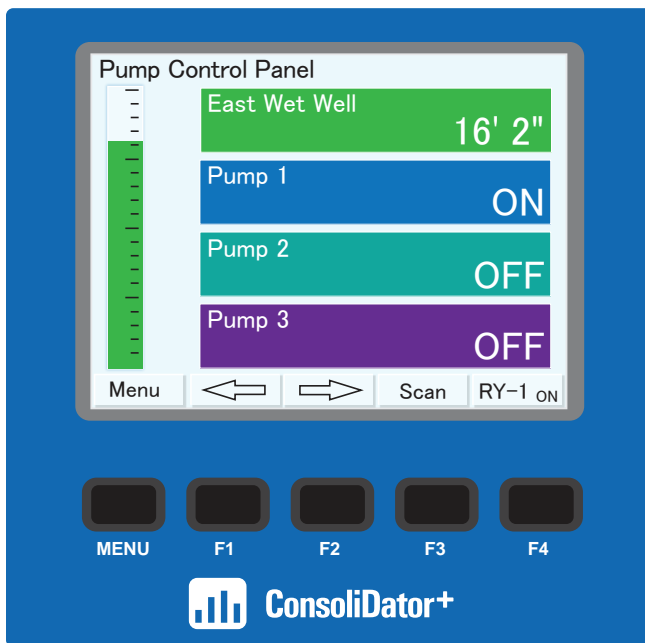 Pump Control Panel
East Wet Well
16' 2"
Pump 1
ON
Pump 2
OFF
Pump 3
OFF
Menu Scan RY-1 ON
MENU F1 F2 F3 F4
ConsoliDator+